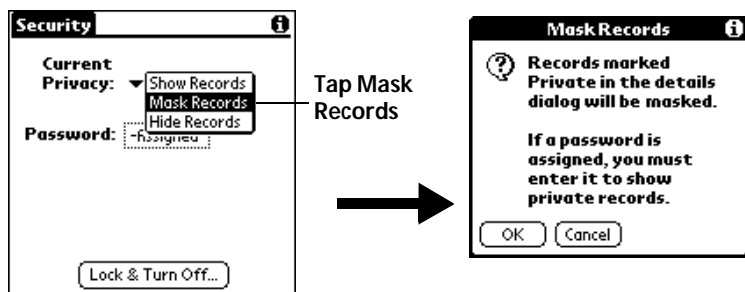 Security
Current
Privacy:
Show Records
Mask Records
Hide Records
Password: -Assigned-
Lock & Turn Off...
Tap Mask
Records
Mask Records
Records marked
Private in the details
dialog will be masked.
If a password is
assigned, you must
enter it to show
private records.
OK
Cancel